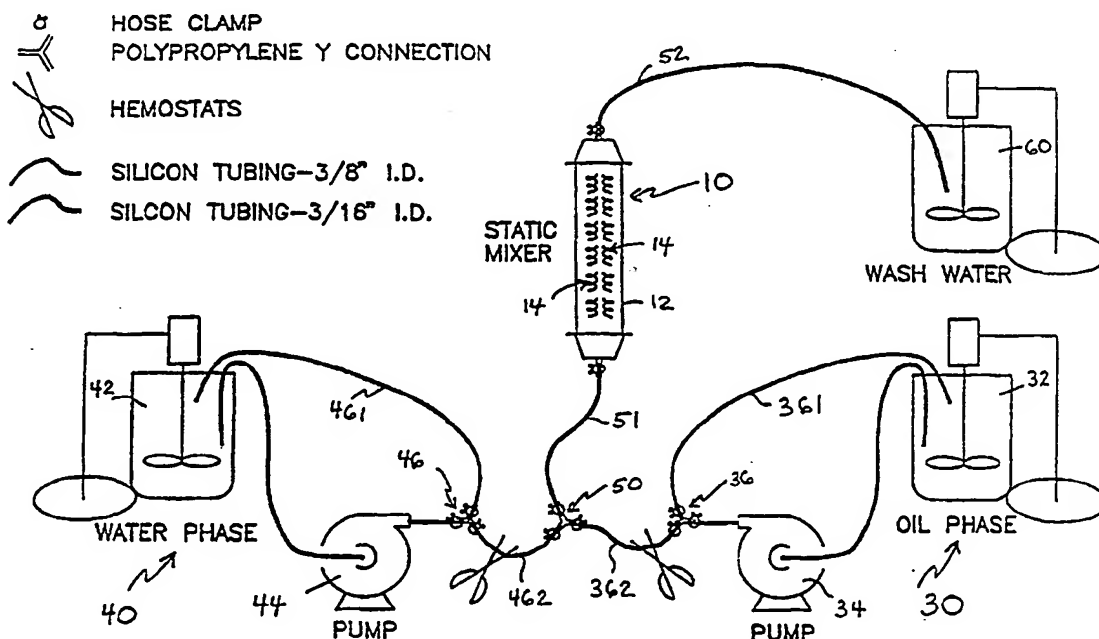 HOSE CLAMP
POLYPROPYLENE Y CONNECTION
HEMOSTATS
SILICON TUBING-3/8" I.D.
SILCON TUBING-3/16" I.D.
52
60
10
STATIC
MIXER
14
14
12
WASH WATER
42
461
51
361
32
46
50
36
WATER PHASE
OIL PHASE
40
44
462
362
34
30
PUMP
PUMP